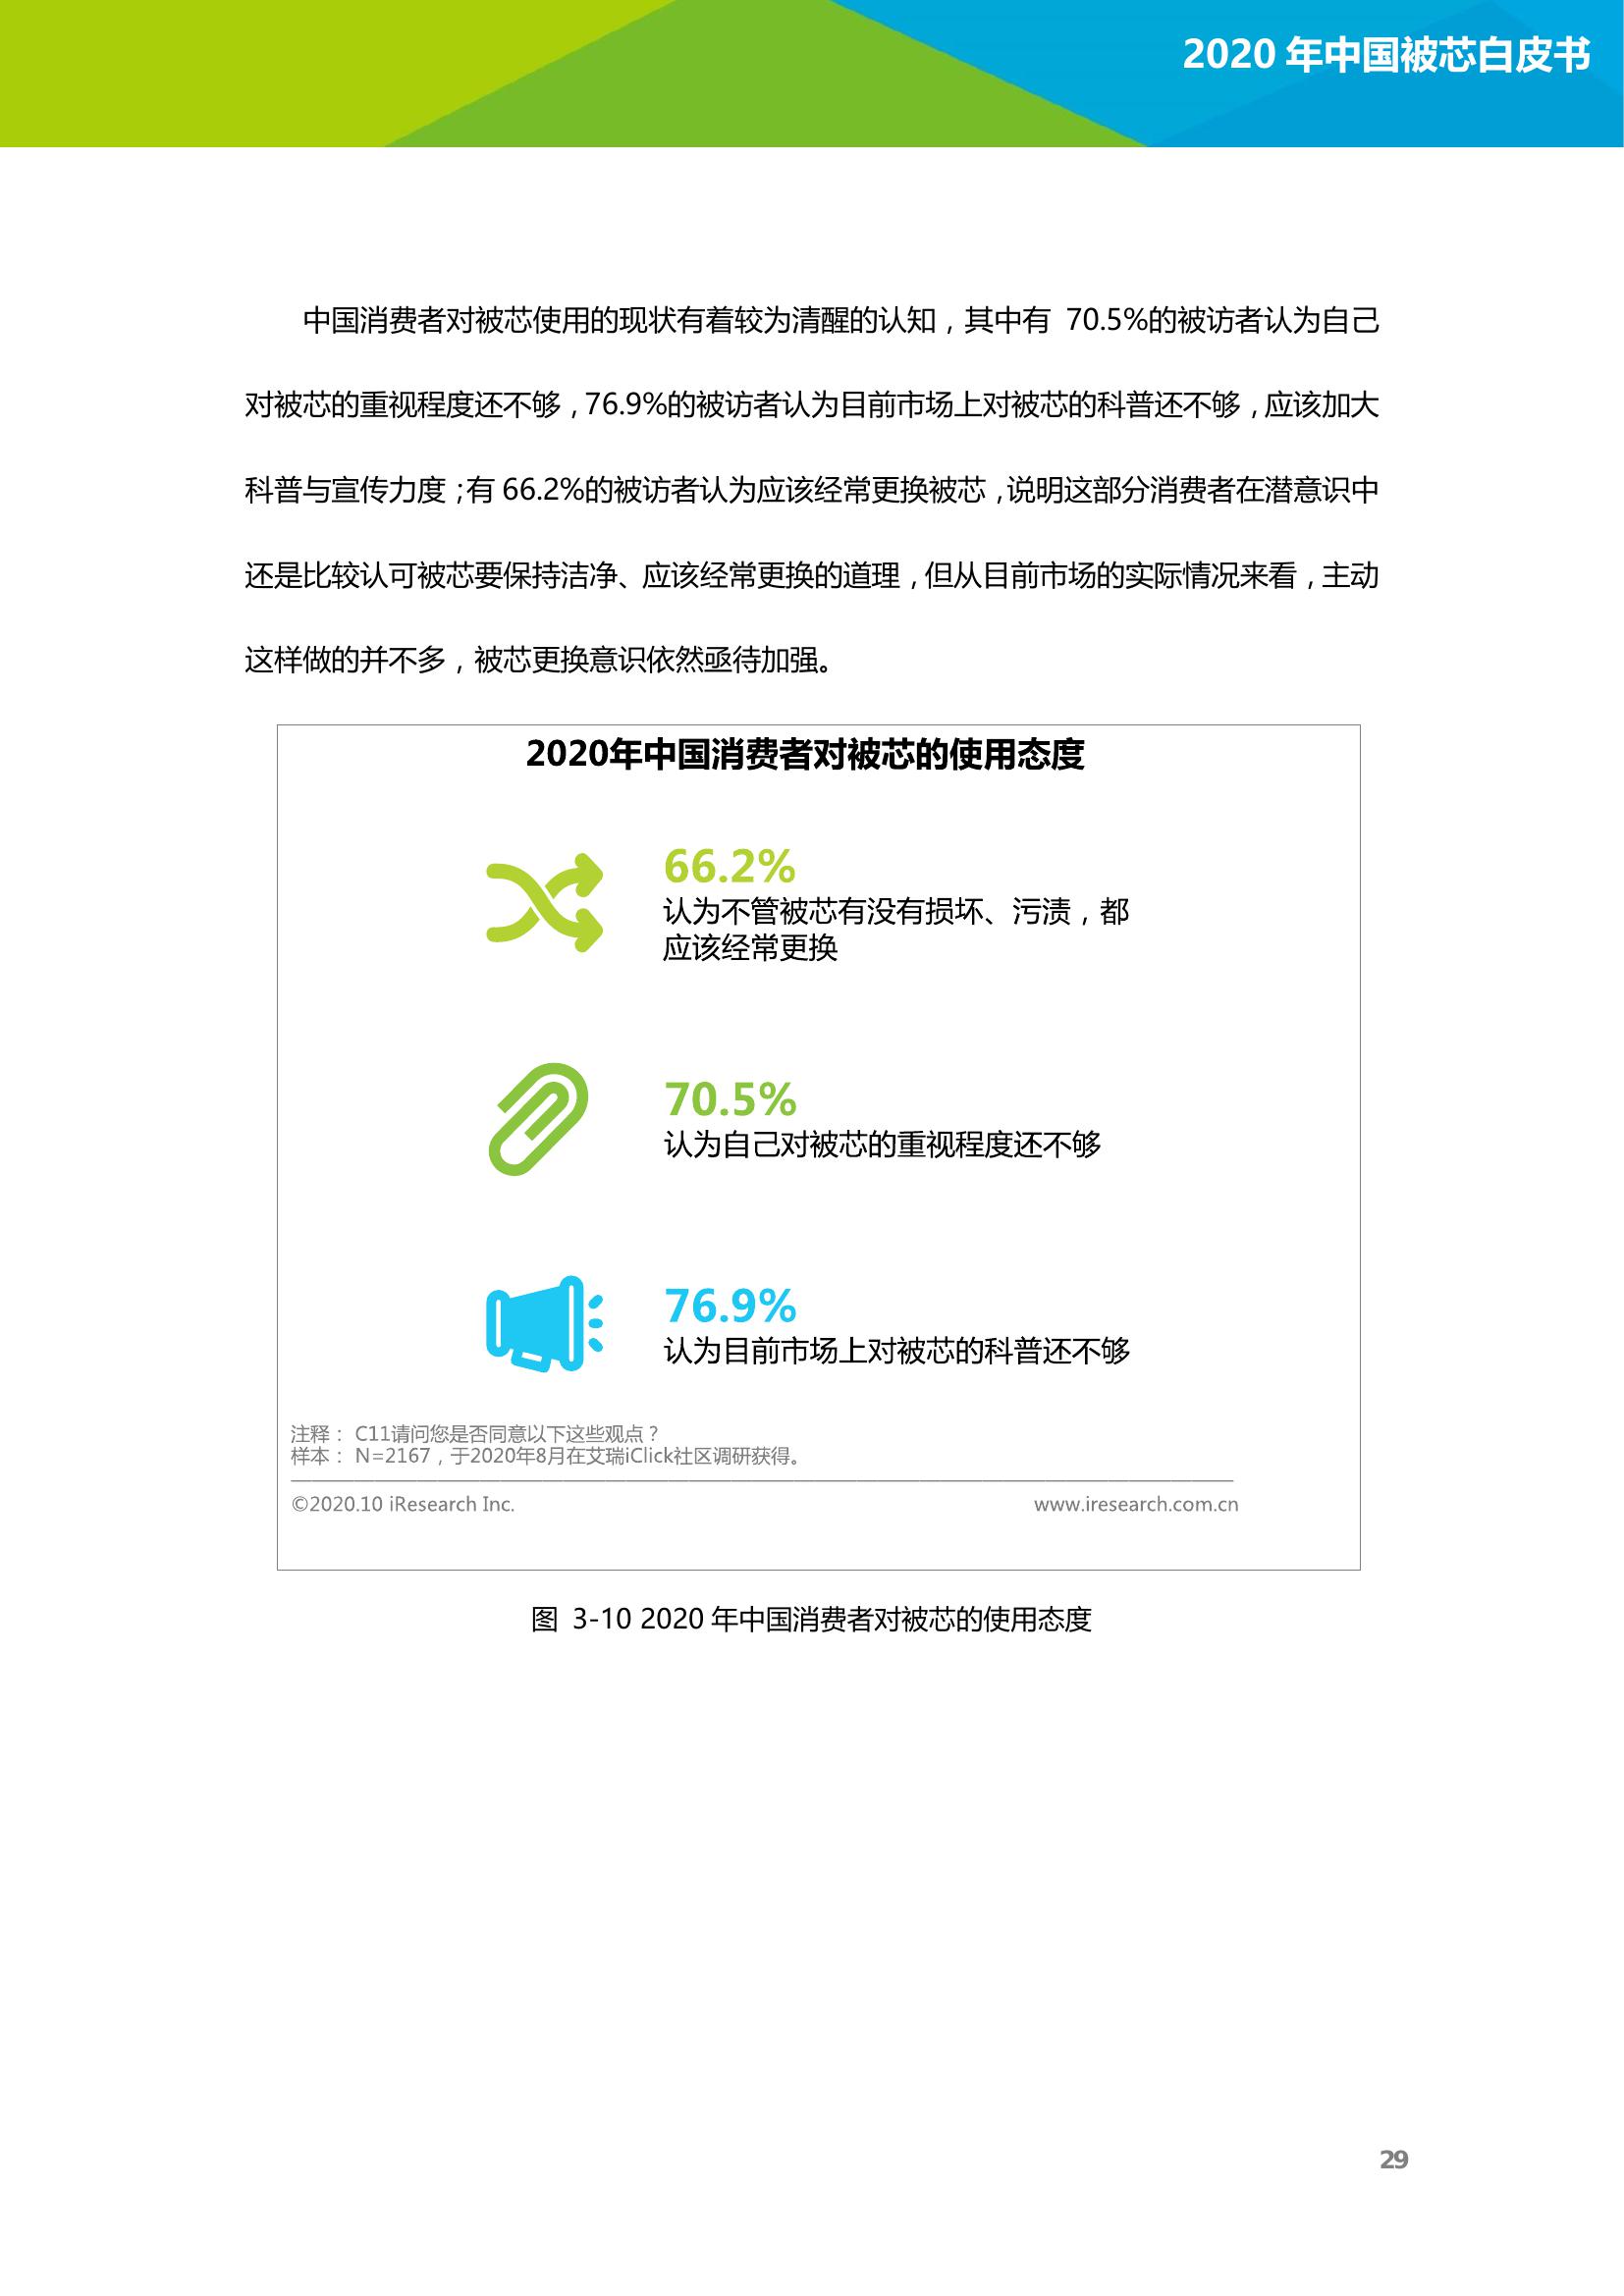 2020 年中国被芯白皮书
中国消费者对被芯使用的现状有着较为清醒的认知，其中有 70.5%的被访者认为自己
对被芯的重视程度还不够，76.9%的被访者认为目前市场上对被芯的科普还不够，应该加大
科普与宣传力度；有 66.2%的被访者认为应该经常更换被芯，说明这部分消费者在潜意识中
还是比较认可被芯要保持洁净、应该经常更换的道理，但从目前市场的实际情况来看，主动
这样做的并不多，被芯更换意识依然亟待加强。
2020年中国消费者对被芯的使用态度
66.2%
认为不管被芯有没有损坏、污渍，都
应该经常更换
70.5%
认为自己对被芯的重视程度还不够
76.9%
认为目前市场上对被芯的科普还不够
注释： C11请问您是否同意以下这些观点？
样本： N=2167，于2020年8月在艾瑞iClick社区调研获得。
©2020.10 iResearch Inc.
www.iresearch.com.cn
图 3-10 2020 年中国消费者对被芯的使用态度
29